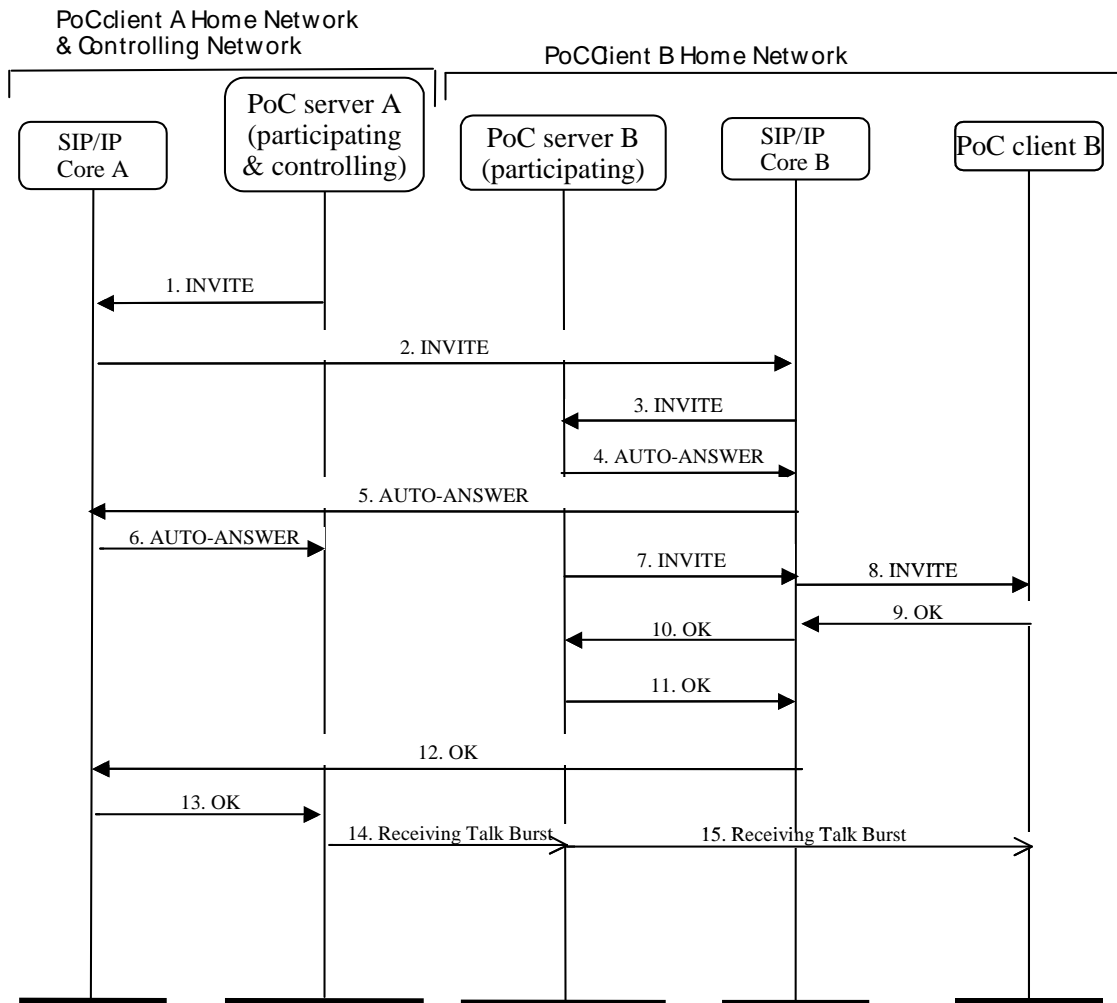 PoCclient A Home Network
& Controlling Network
PoCClient B Home Network
SIP/IP
Core A
PoC server A
(participating
& controlling)
PoC server B
(participating)
SIP/IP
Core B
PoC client B
1. INVITE
2. INVITE
3. INVITE
4. AUTO-ANSWER
5. AUTO-ANSWER
6. AUTO-ANSWER
7. INVITE
8. INVITE
9. OK
10. OK
11. OK
12. OK
13. OK
14. Receiving Talk Burst
15. Receiving Talk Burst